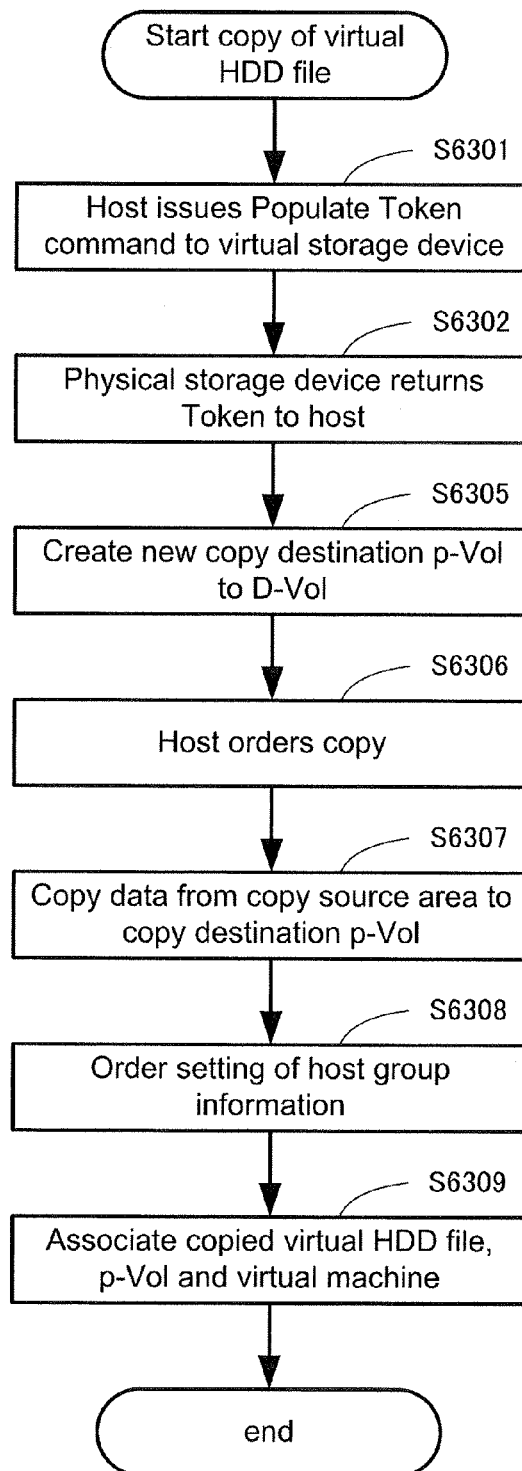 Start copy of virtual
HDD file
S6301
Host issues Populate Token
command to virtual storage device
S6302
Physical storage device returns
Token to host
S6305
Create new copy destination p-Vol
to D-Vol
S6306
Host orders copy
S6307
Copy data from copy source area to
copy destination p-Vol
S6308
Order setting of host group
information
S6309
Associate copied virtual HDD file,
p-Vol and virtual machine
end